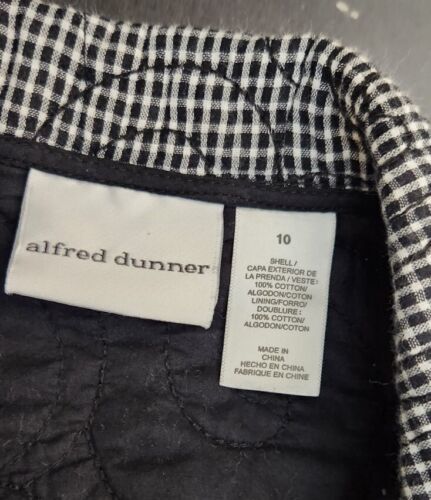 alfred dunner
10
SHELL/
CAPA EXTERIOR DE
LA PRENDA / VESTE:
100% COTTON/
ALGODON/COTON
LINING/FORRO/
DOUBLURE :
100% COTTON/
ALGODON/COTON
MADE IN
CHINA
HECHO EN CHINA
FABRIQUE EN CHINE